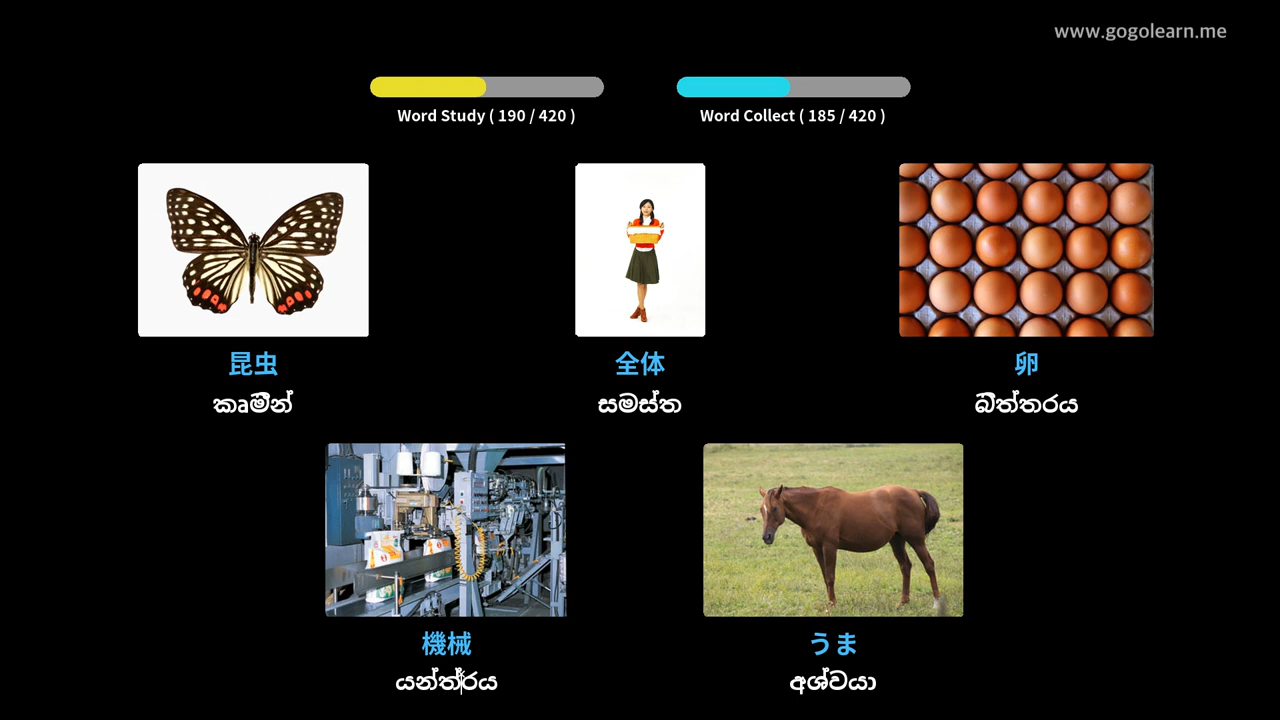 www.gogolearn.me
Word Study ( 190 / 420 )
Word Collect ( 185 / 420 )
昆虫
කෘමීන්
全体
සමස්ත
卵
බිත්තරය
機械
යන්ත්‍රය
うま
අශ්වයා